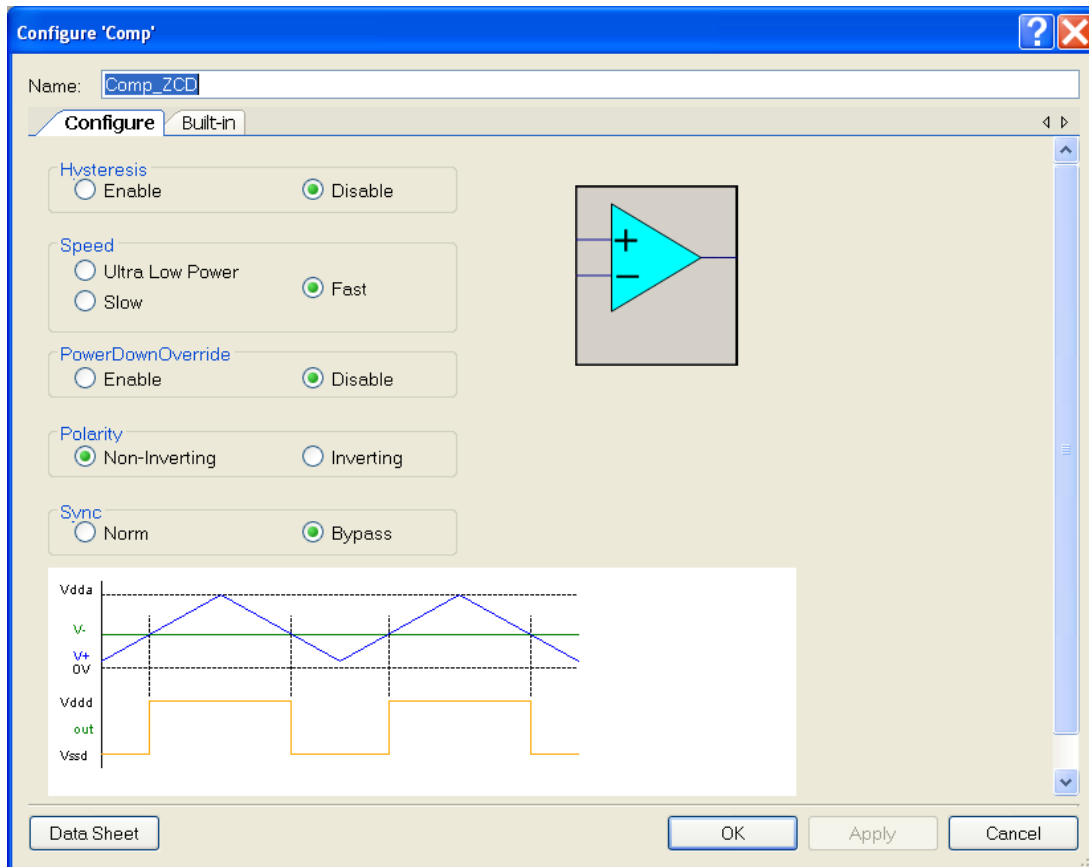 Configure 'Comp'
Name: Comp_ZCD
Configure Built-in
Hysteresis
Enable Disable
Speed
Ultra Low Power
Fast
Slow
PowerDownOverride
Enable Disable
Polarity
Non-Inverting Inverting
Sync
Norm Bypass
+
−
Vdda
V-
V+
0V
Vddd
out
Vssd
Data Sheet OK Apply Cancel